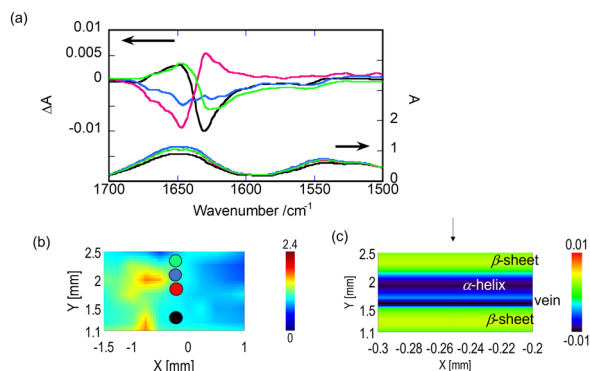 (a)
0.01
0.005
0
-0.01
ΔA
3
2
1
0
A
1700 1650 1600 1550 1500
Wavenumber /cm-1
(b)
2.5
2
1.5
1.1
Y [mm]
-1.5 -1 0 1
X [mm]
2.4
0
(c)
2.5
2
1.5
1.1
Y [mm]
β-sheet
α-helix
vein
β-sheet
-0.3 -0.28 -0.26 -0.24 -0.22 -0.2
X [mm]
0.01
-0.01